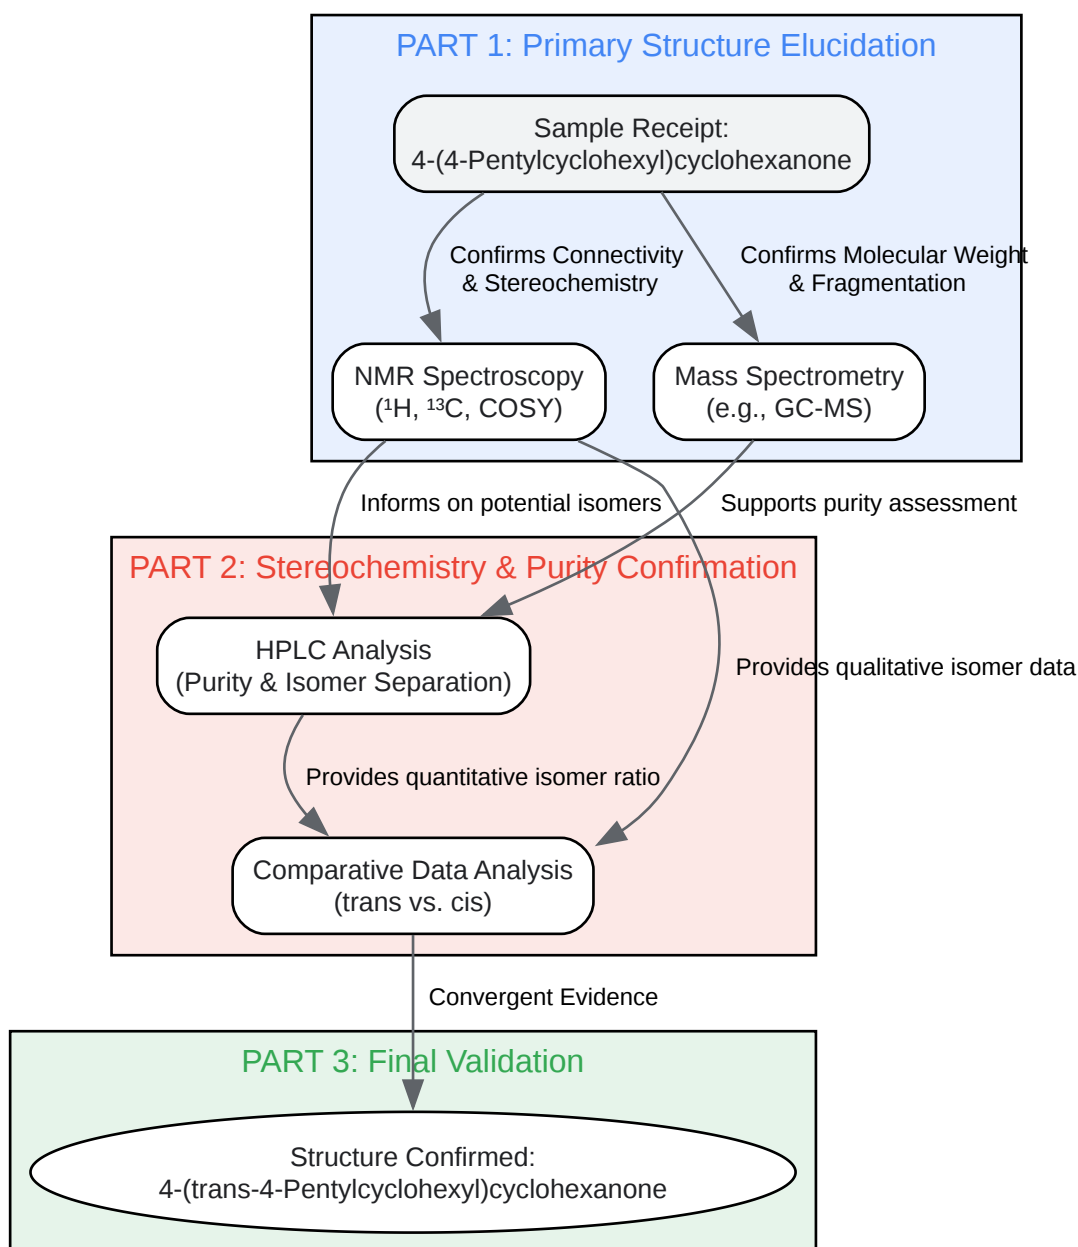 PART 1: Primary Structure Elucidation
Sample Receipt:
4-(4-Pentylcyclohexyl)cyclohexanone
Confirms Connectivity
& Stereochemistry
Confirms Molecular Weight
& Fragmentation
NMR Spectroscopy
(¹H, ¹³C, COSY)
Mass Spectrometry
(e.g., GC-MS)
Informs on potential isomers
Supports purity assessment
PART 2: Stereochemistry & Purity Confirmation
HPLC Analysis
(Purity & Isomer Separation)
Provides qualitative isomer data
Provides quantitative isomer ratio
Comparative Data Analysis
(trans vs. cis)
Convergent Evidence
PART 3: Final Validation
Structure Confirmed:
4-(trans-4-Pentylcyclohexyl)cyclohexanone